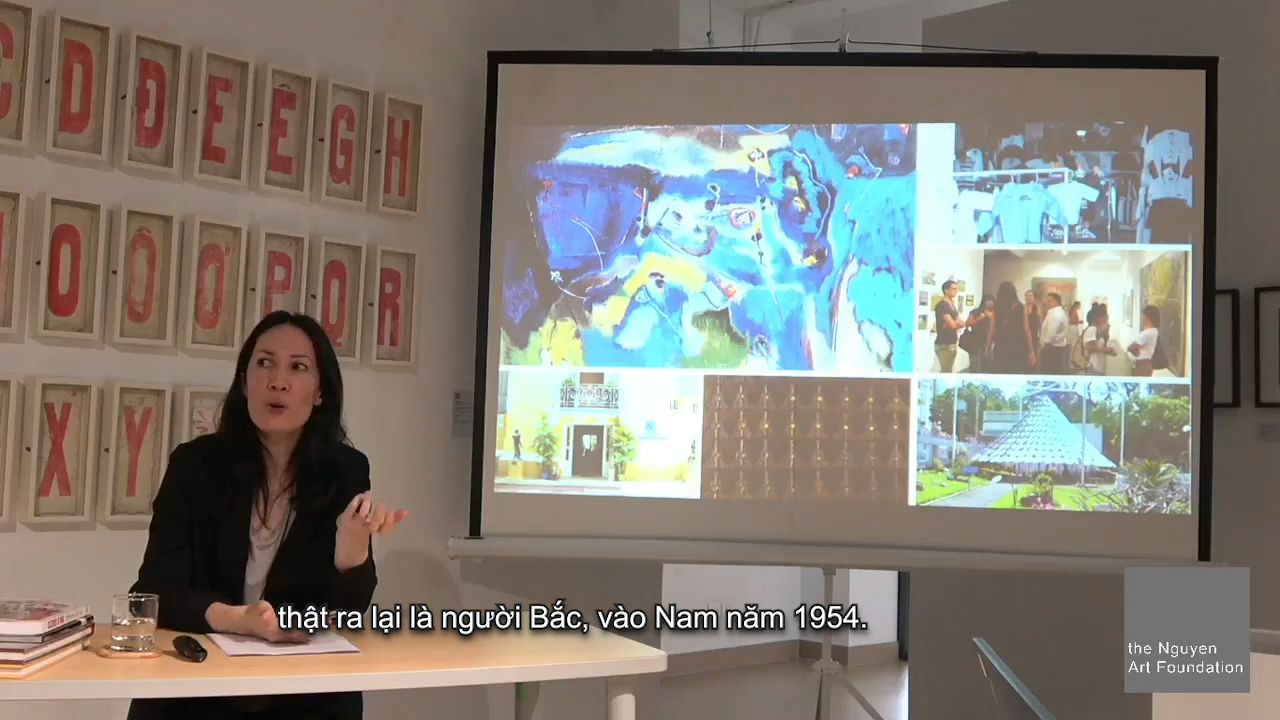 C D Đ E Ê G H
O Ô Ơ P Q R
X Y
thật ra lại là người Bắc, vào Nam năm 1954.
the Nguyen
Art Foundation